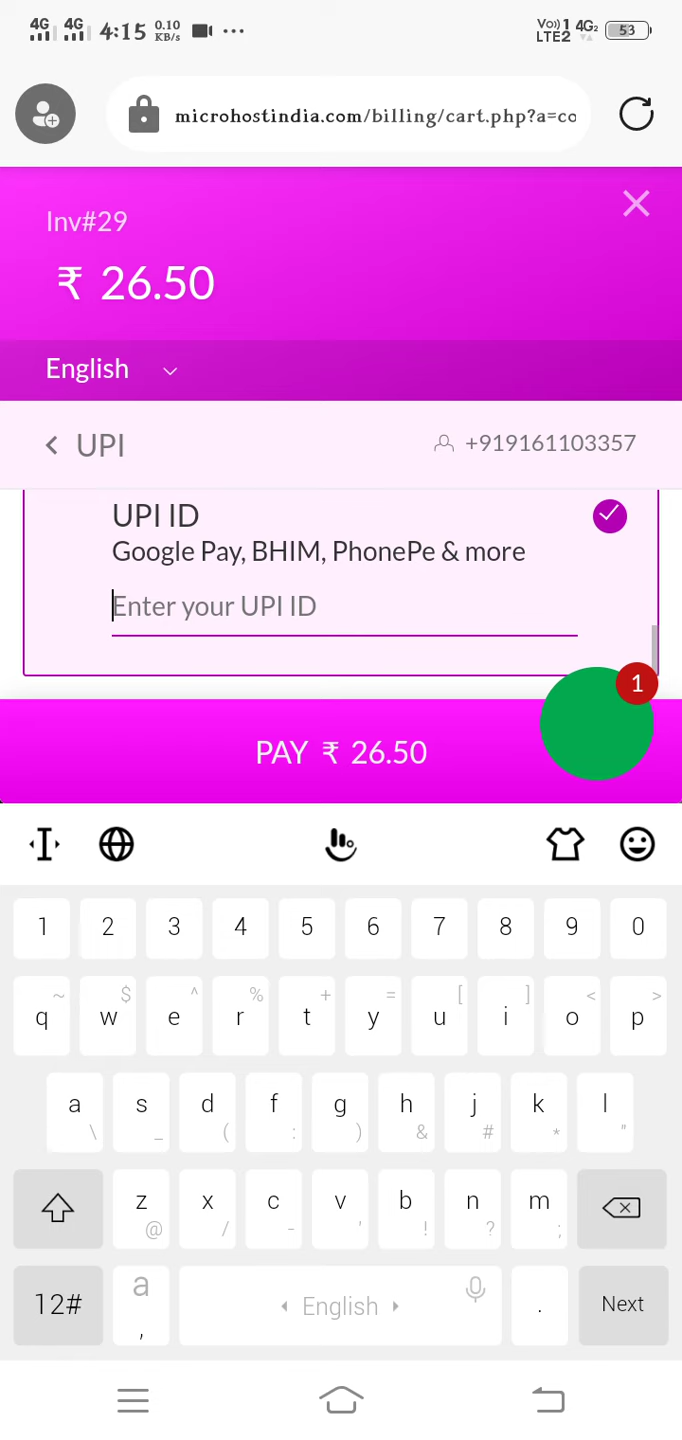 4G 4G 4:15 0.10 KB/s ...
Vo)) 1 LTE2 4G2 53
microhostindia.com/billing/cart.php?a=co
Inv#29
₹ 26.50
English
UPI
+919161103357
UPI ID
Google Pay, BHIM, PhonePe & more
Enter your UPI ID
1
PAY ₹ 26.50
1 2 3 4 5 6 7 8 9 0
~ $ ^ % + = [ ] < >
q w e r t y u i o p
a s d f g h j k l
\ _ ( : ) & # * "
z x c v b n m
@ / - ' ! ? ;
12# a , English . Next